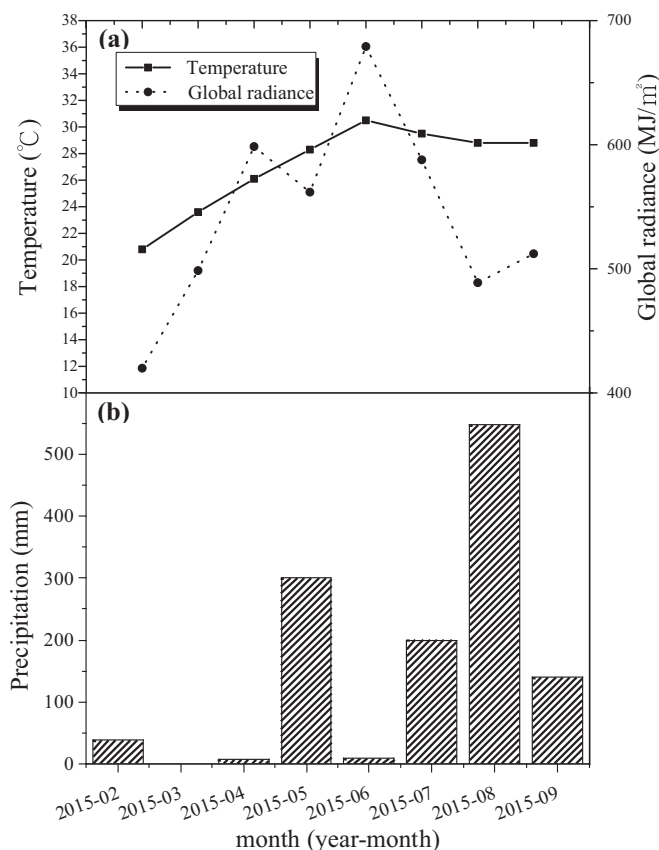 (a)
Temperature
Global radiance
38
36
34
32
30
28
26
24
22
20
18
16
14
12
10
Temperature (℃)
700
600
500
400
Global radiance (MJ/㎡)
(b)
500
400
300
200
100
0
Precipitation (mm)
2015-02 2015-03 2015-04 2015-05 2015-06 2015-07 2015-08 2015-09
month (year-month)